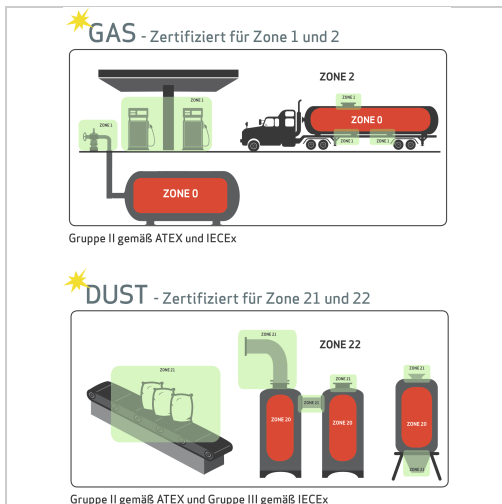 GAS - Zertifiziert für Zone 1 und 2
ZONE 2
ZONE 1
ZONE 1
ZONE 1
ZONE 0
ZONE 1
ZONE 1
ZONE 0
Gruppe II gemäß ATEX und IECEx
DUST - Zertifiziert für Zone 21 und 22
ZONE 21
ZONE 22
ZONE 21
ZONE 21
ZONE 21
ZONE 21
ZONE 20
ZONE 20
ZONE 20
ZONE 21
Gruppe II gemäß ATEX und Gruppe III gemäß IECEx